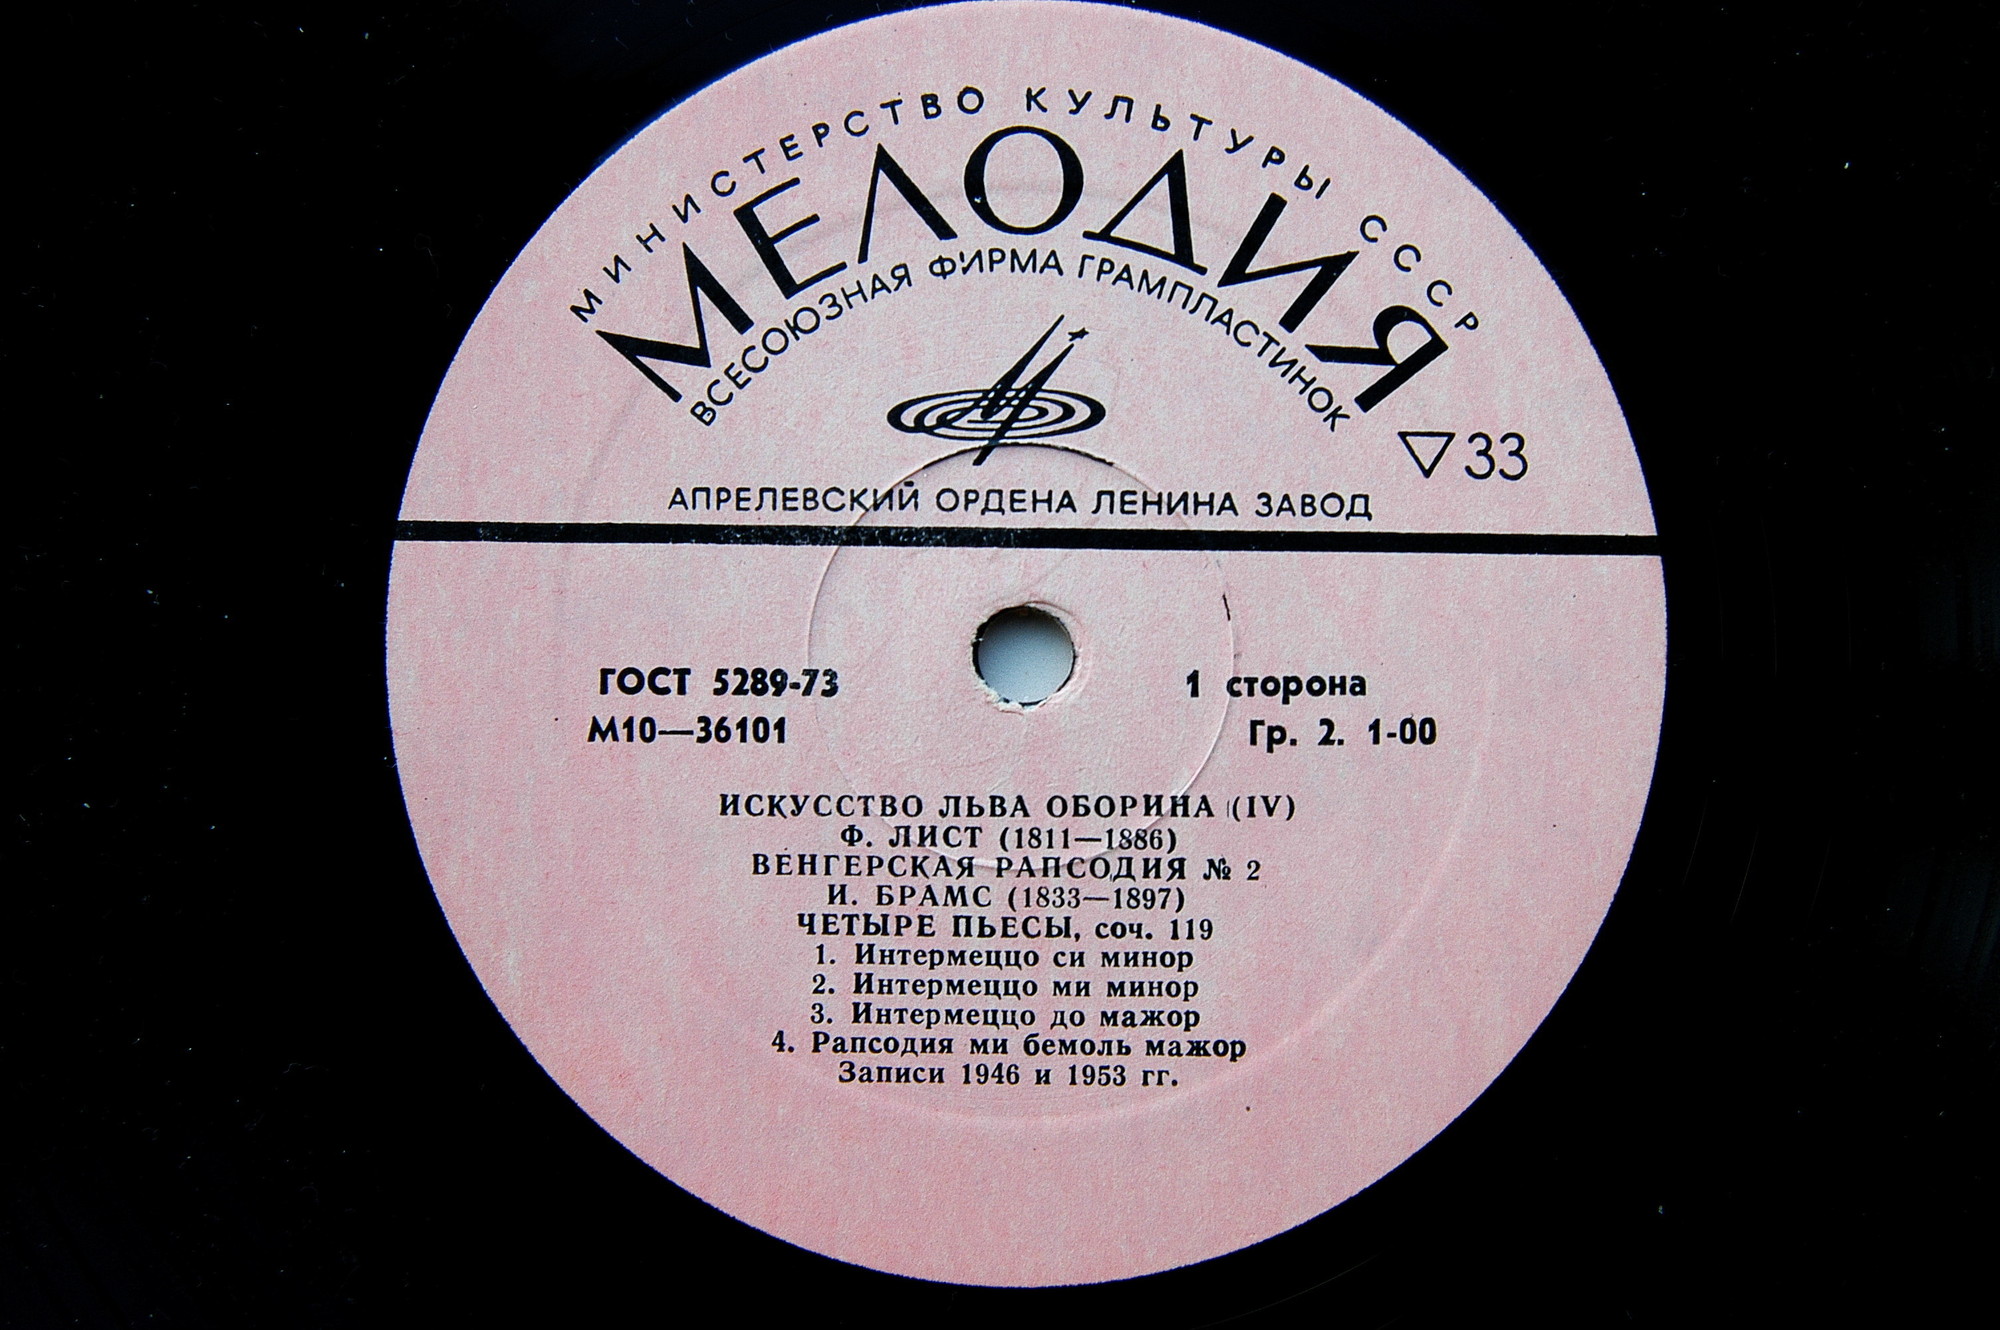 МИНИСТЕРСТВО КУЛЬТУРЫ СССР
МЕЛОДИЯ
ВСЕСОЮЗНАЯ ФИРМА ГРАМПЛАСТИНОК
33
АПРЕЛЕВСКИЙ ОРДЕНА ЛЕНИНА ЗАВОД
ГОСТ 5289-73 1 сторона
М10—36101 Гр. 2. 1-00
ИСКУССТВО ЛЬВА ОБОРИНА (IV)
Ф. ЛИСТ (1811—1886)
ВЕНГЕРСКАЯ РАПСОДИЯ № 2
И. БРАМС (1833—1897)
ЧЕТЫРЕ ПЬЕСЫ, соч. 119
1. Интермеццо си минор
2. Интермеццо ми минор
3. Интермеццо до мажор
4. Рапсодия ми бемоль мажор
Записи 1946 и 1953 гг.